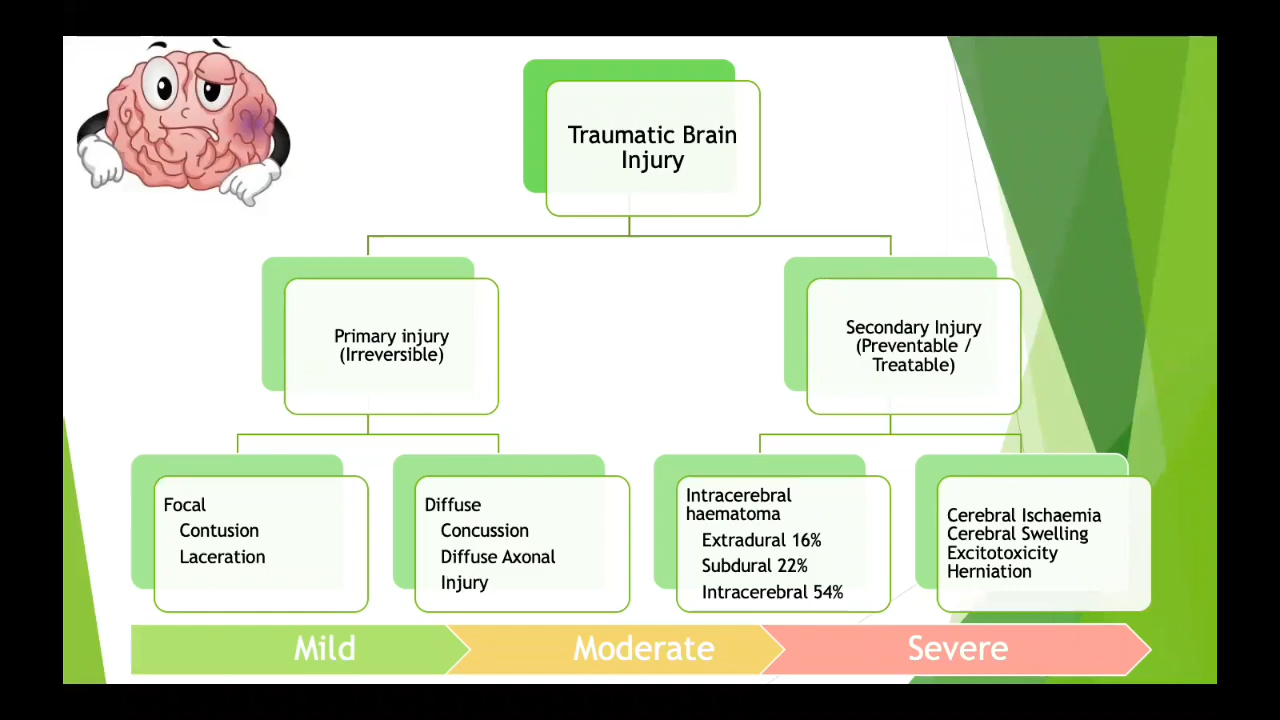 Traumatic Brain
Injury
Primary injury
(Irreversible)
Secondary Injury
(Preventable /
Treatable)
Focal
Contusion
Laceration
Diffuse
Concussion
Diffuse Axonal
Injury
Intracerebral
haematoma
Extradural 16%
Subdural 22%
Intracerebral 54%
Cerebral Ischaemia
Cerebral Swelling
Excitotoxicity
Herniation
Mild
Moderate
Severe